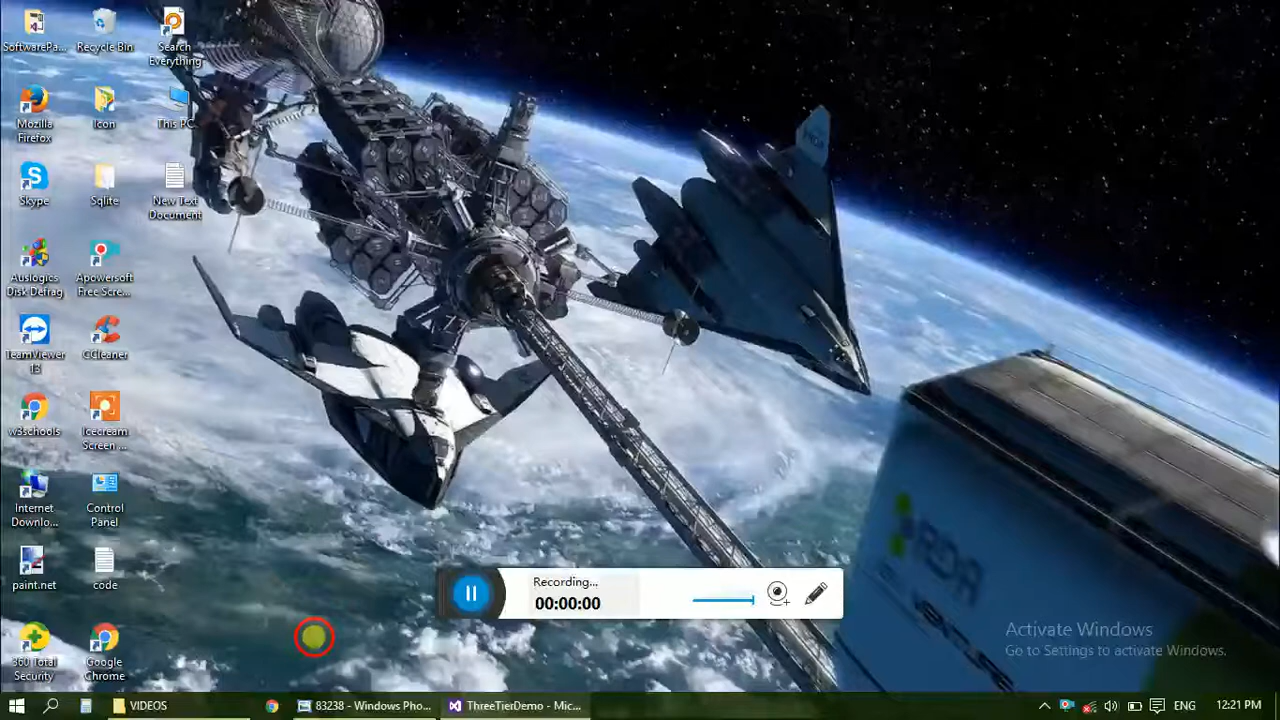 SoftwarePa...
Recycle Bin
Search
Everything
Mozilla
Firefox
Icon
This PC
Skype
Sqlite
New Text
Document
Auslogics
Disk Defrag
Apowersoft
Free Scre...
TeamViewer
13
CCleaner
w3schools
Icecream
Screen ...
Internet
Downlo...
Control
Panel
paint.net
code
360 Total
Security
Google
Chrome
Recording...
00:00:00
Activate Windows
Go to Settings to activate Windows.
VIDEOS
83238 - Windows Pho...
ThreeTierDemo - Mic...
ENG
12:21 PM